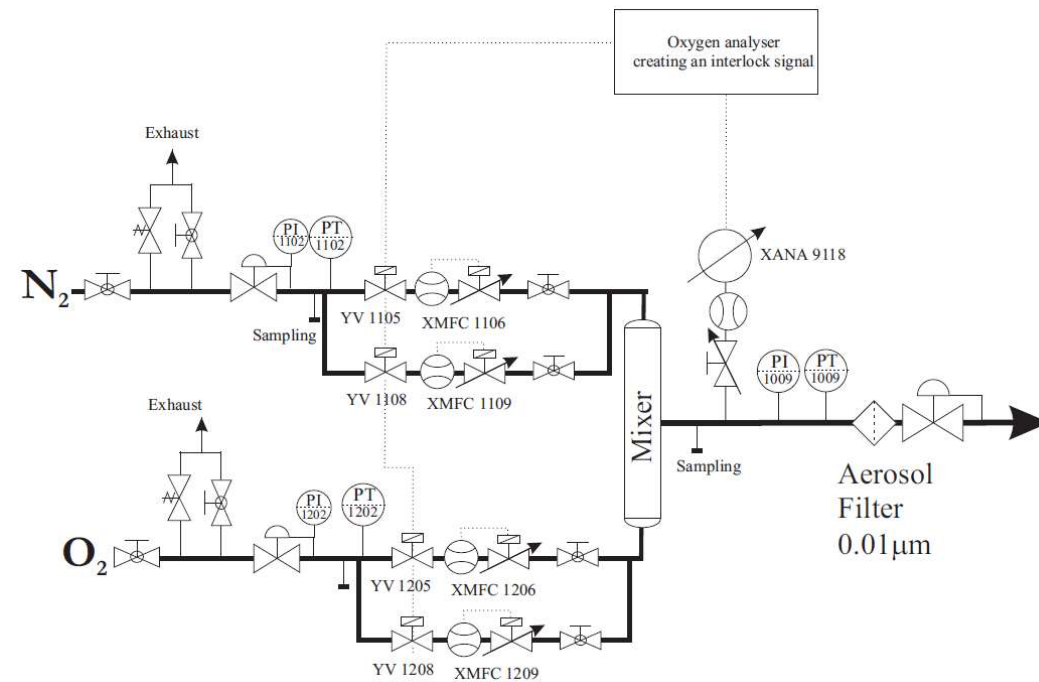 Oxygen analyser
creating an interlock signal
Exhaust
PI
1102
PT
1102
XANA 9118
N2
Sampling
YV 1105
XMFC 1106
YV 1108
XMFC 1109
PI
1009
PT
1009
Exhaust
Mixer
Sampling
Aerosol
Filter
0.01μm
PI
1202
PT
1202
O2
YV 1205
XMFC 1206
YV 1208
XMFC 1209